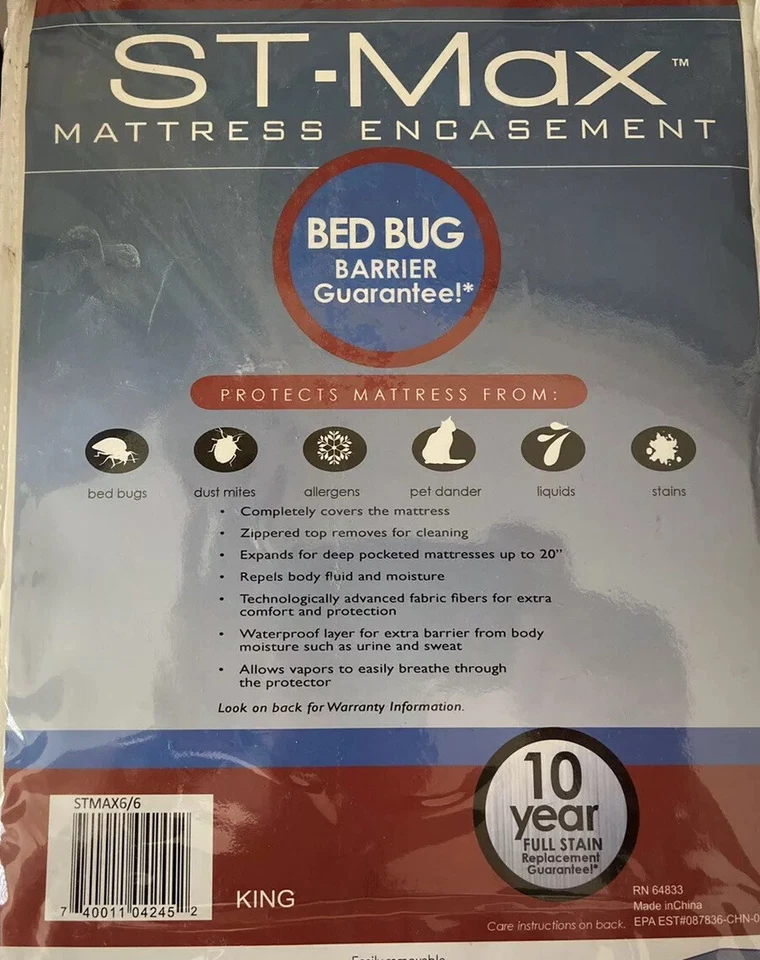 ST-Max™
MATTRESS ENCASEMENT
BED BUG
BARRIER
Guarantee!*
PROTECTS MATTRESS FROM:
bed bugs dust mites allergens pet dander liquids stains
• Completely covers the mattress
• Zippered top removes for cleaning
• Expands for deep pocketed mattresses up to 20”
• Repels body fluid and moisture
• Technologically advanced fabric fibers for extra
comfort and protection
• Waterproof layer for extra barrier from body
moisture such as urine and sweat
• Allows vapors to easily breathe through
the protector
Look on back for Warranty Information.
10
year
FULL STAIN
Replacement
Guarantee!*
STMAX6/6
7 40011 04245 2
KING
RN 64833
Made inChina
Care instructions on back. EPA EST#087836-CHN-0